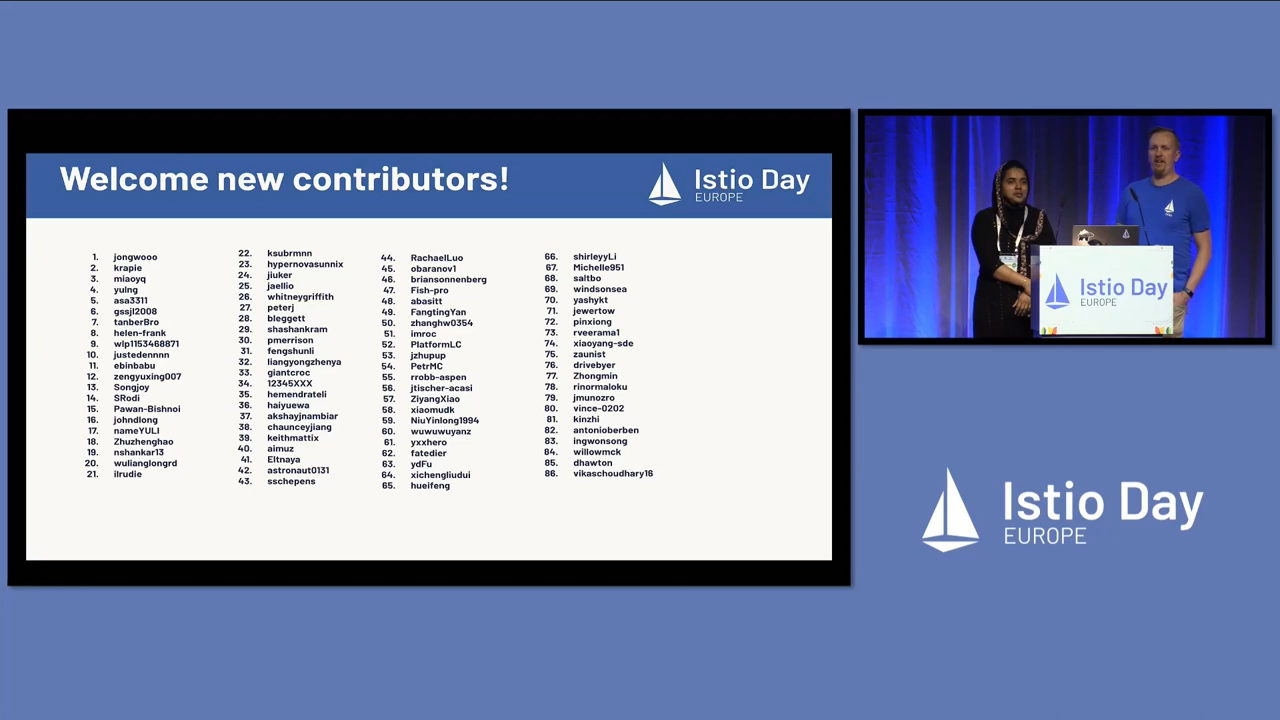 Welcome new contributors!
Istio Day
EUROPE
1. jongwooo
2. krapie
3. miaoyq
4. yulng
5. asa3311
6. gssjl2008
7. tanberBro
8. helen-frank
9. wlp1153468871
10. justedennnn
11. ebinbabu
12. zengyuxing007
13. Songjoy
14. SRodi
15. Pawan-Bishnoi
16. johndlong
17. nameYULI
18. Zhuzhenghao
19. nshankar13
20. wulianglongrd
21. ilrudie
22. ksubrmnn
23. hypernovasunnix
24. jiuker
25. jaellio
26. whitneygriffith
27. peterj
28. bleggett
29. shashankram
30. pmerrison
31. fengshunli
32. liangyongzhenya
33. giantcroc
34. 12345XXX
35. hemendrateli
36. haiyuewa
37. akshayjnambiar
38. chaunceyjiang
39. keithmattix
40. aimuz
41. Eltnaya
42. astronaut0131
43. sschepens
44. RachaelLuo
45. obaranov1
46. briansonnenberg
47. Fish-pro
48. abasitt
49. FangtingYan
50. zhanghw0354
51. imroc
52. PlatformLC
53. jzhupup
54. PetrMC
55. rrobb-aspen
56. jtischer-acasi
57. ZiyangXiao
58. xiaomudk
59. NiuYinlong1994
60. wuwuwuyanz
61. yxxhero
62. fatedier
63. ydFu
64. xichengliudui
65. hueifeng
66. shirleyyLi
67. Michelle951
68. saltbo
69. windsonsea
70. yashykt
71. jewertow
72. pinxiong
73. rveerama1
74. xiaoyang-sde
75. zaunist
76. drivebyer
77. Zhongmin
78. rinormaloku
79. jmunozro
80. vince-0202
81. kinzhi
82. antonioberben
83. ingwonsong
84. willowmck
85. dhawton
86. vikaschoudhary16
Istio Day
EUROPE
Istio Day
EUROPE